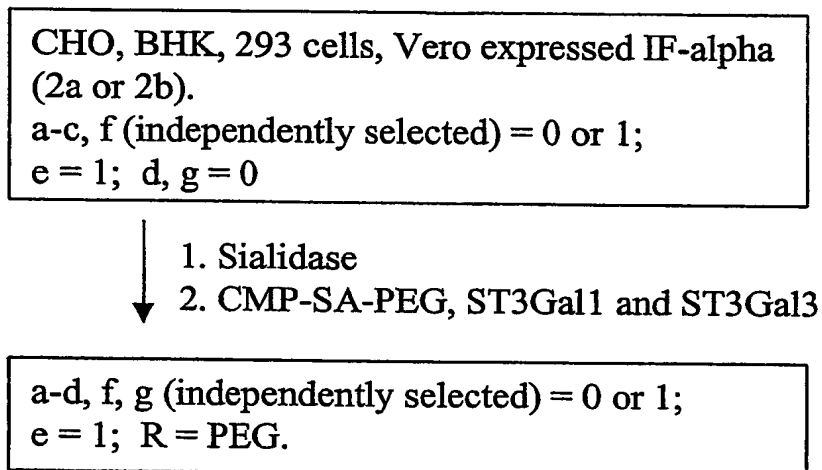 CHO, BHK, 293 cells, Vero expressed IF-alpha
(2a or 2b).
a-c, f (independently selected) = 0 or 1;
e = 1; d, g = 0
1. Sialidase
2. CMP-SA-PEG, ST3Gal1 and ST3Gal3
a-d, f, g (independently selected) = 0 or 1;
e = 1; R = PEG.